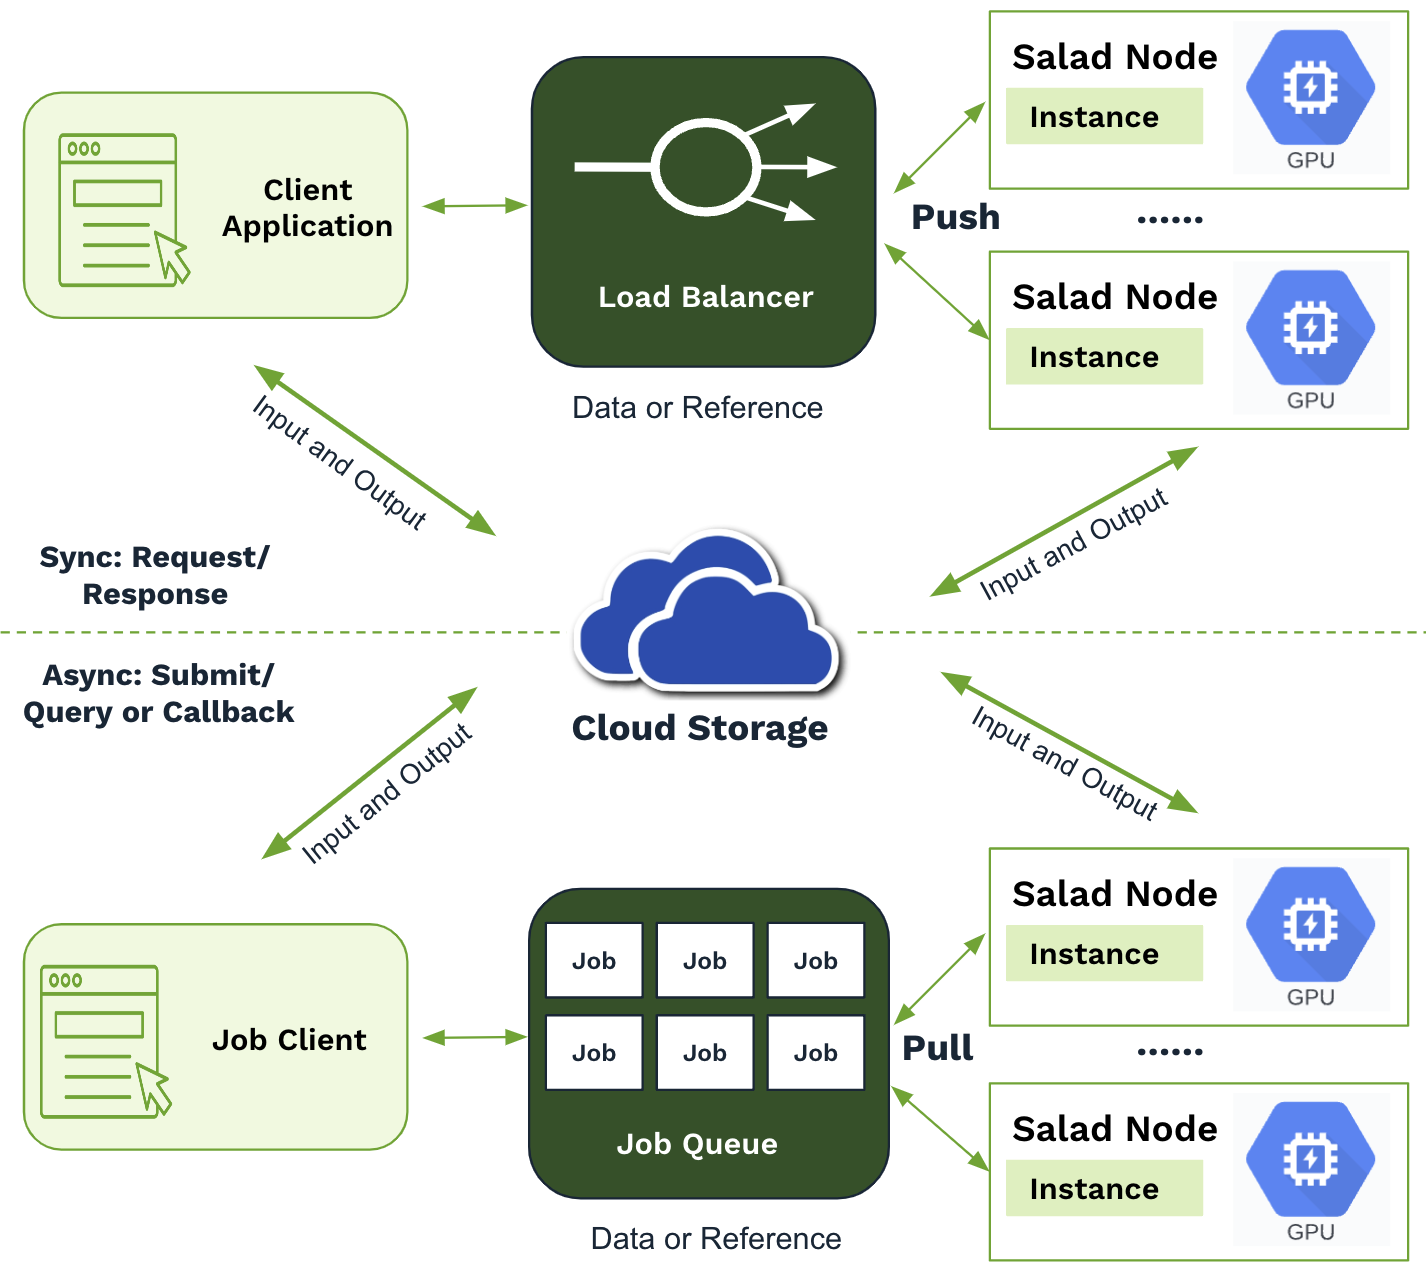 Client
Application
Load Balancer
Data or Reference
Push
Salad Node
Instance
GPU
......
Salad Node
Instance
GPU
Input and Output
Input and Output
Sync: Request/
Response
Cloud Storage
Async: Submit/
Query or Callback
Input and Output
Input and Output
Job Client
Job Job Job
Job Job Job
Job Queue
Data or Reference
Pull
Salad Node
Instance
GPU
......
Salad Node
Instance
GPU